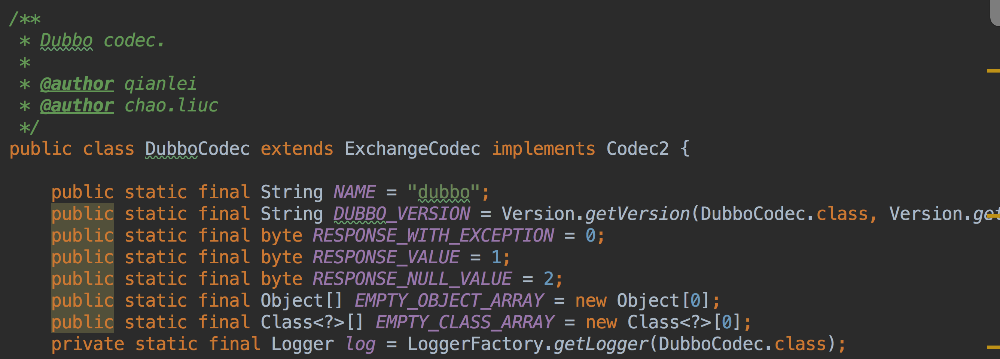 /**
 * Dubbo codec.
 *
 * @author qianlei
 * @author chao.liuc
 */
public class DubboCodec extends ExchangeCodec implements Codec2 {
    public static final String NAME = "dubbo";
    public static final String DUBBO_VERSION = Version.getVersion(DubboCodec.class, Version.get
    public static final byte RESPONSE_WITH_EXCEPTION = 0;
    public static final byte RESPONSE_VALUE = 1;
    public static final byte RESPONSE_NULL_VALUE = 2;
    public static final Object[] EMPTY_OBJECT_ARRAY = new Object[0];
    public static final Class<?>[] EMPTY_CLASS_ARRAY = new Class<?>[0];
    private static final Logger log = LoggerFactory.getLogger(DubboCodec.class);